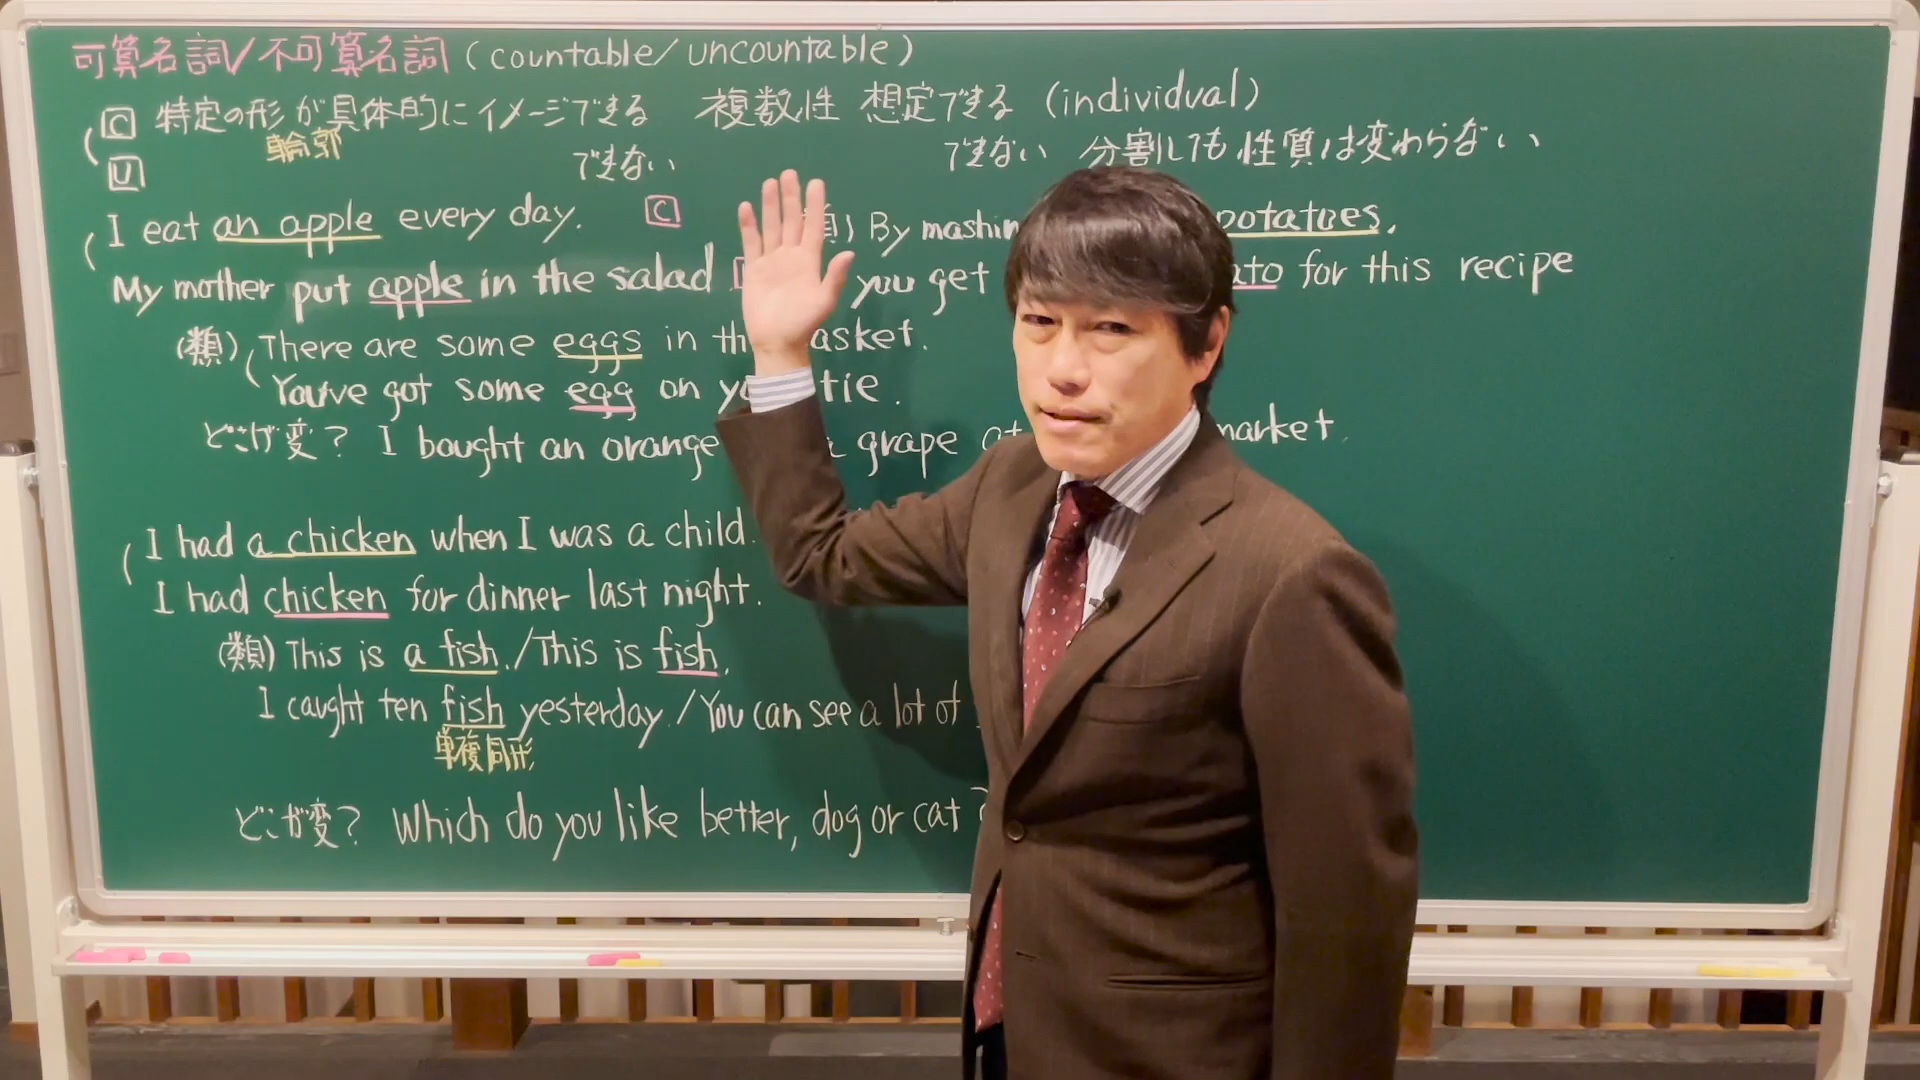 可算名詞/不可算名詞 (countable/uncountable)
C 特定の形が具体的にイメージできる 複数性 想定できる (individual)
輪郭
U できない できない 分割しても性質は変わらない
I eat an apple every day. C
類) By mashin potatoes.
My mother put apple in the salad you get for this recipe
(類) There are some eggs in
You've got some egg on tie.
どこが変? I bought an orange grape market.
I had a chicken when I was a child.
I had chicken for dinner last night.
(類) This is a fish. / This is fish.
I caught ten fish yesterday. / You can see a lot of
単複同形
どこが変? Which do you like better, dog or cat ?